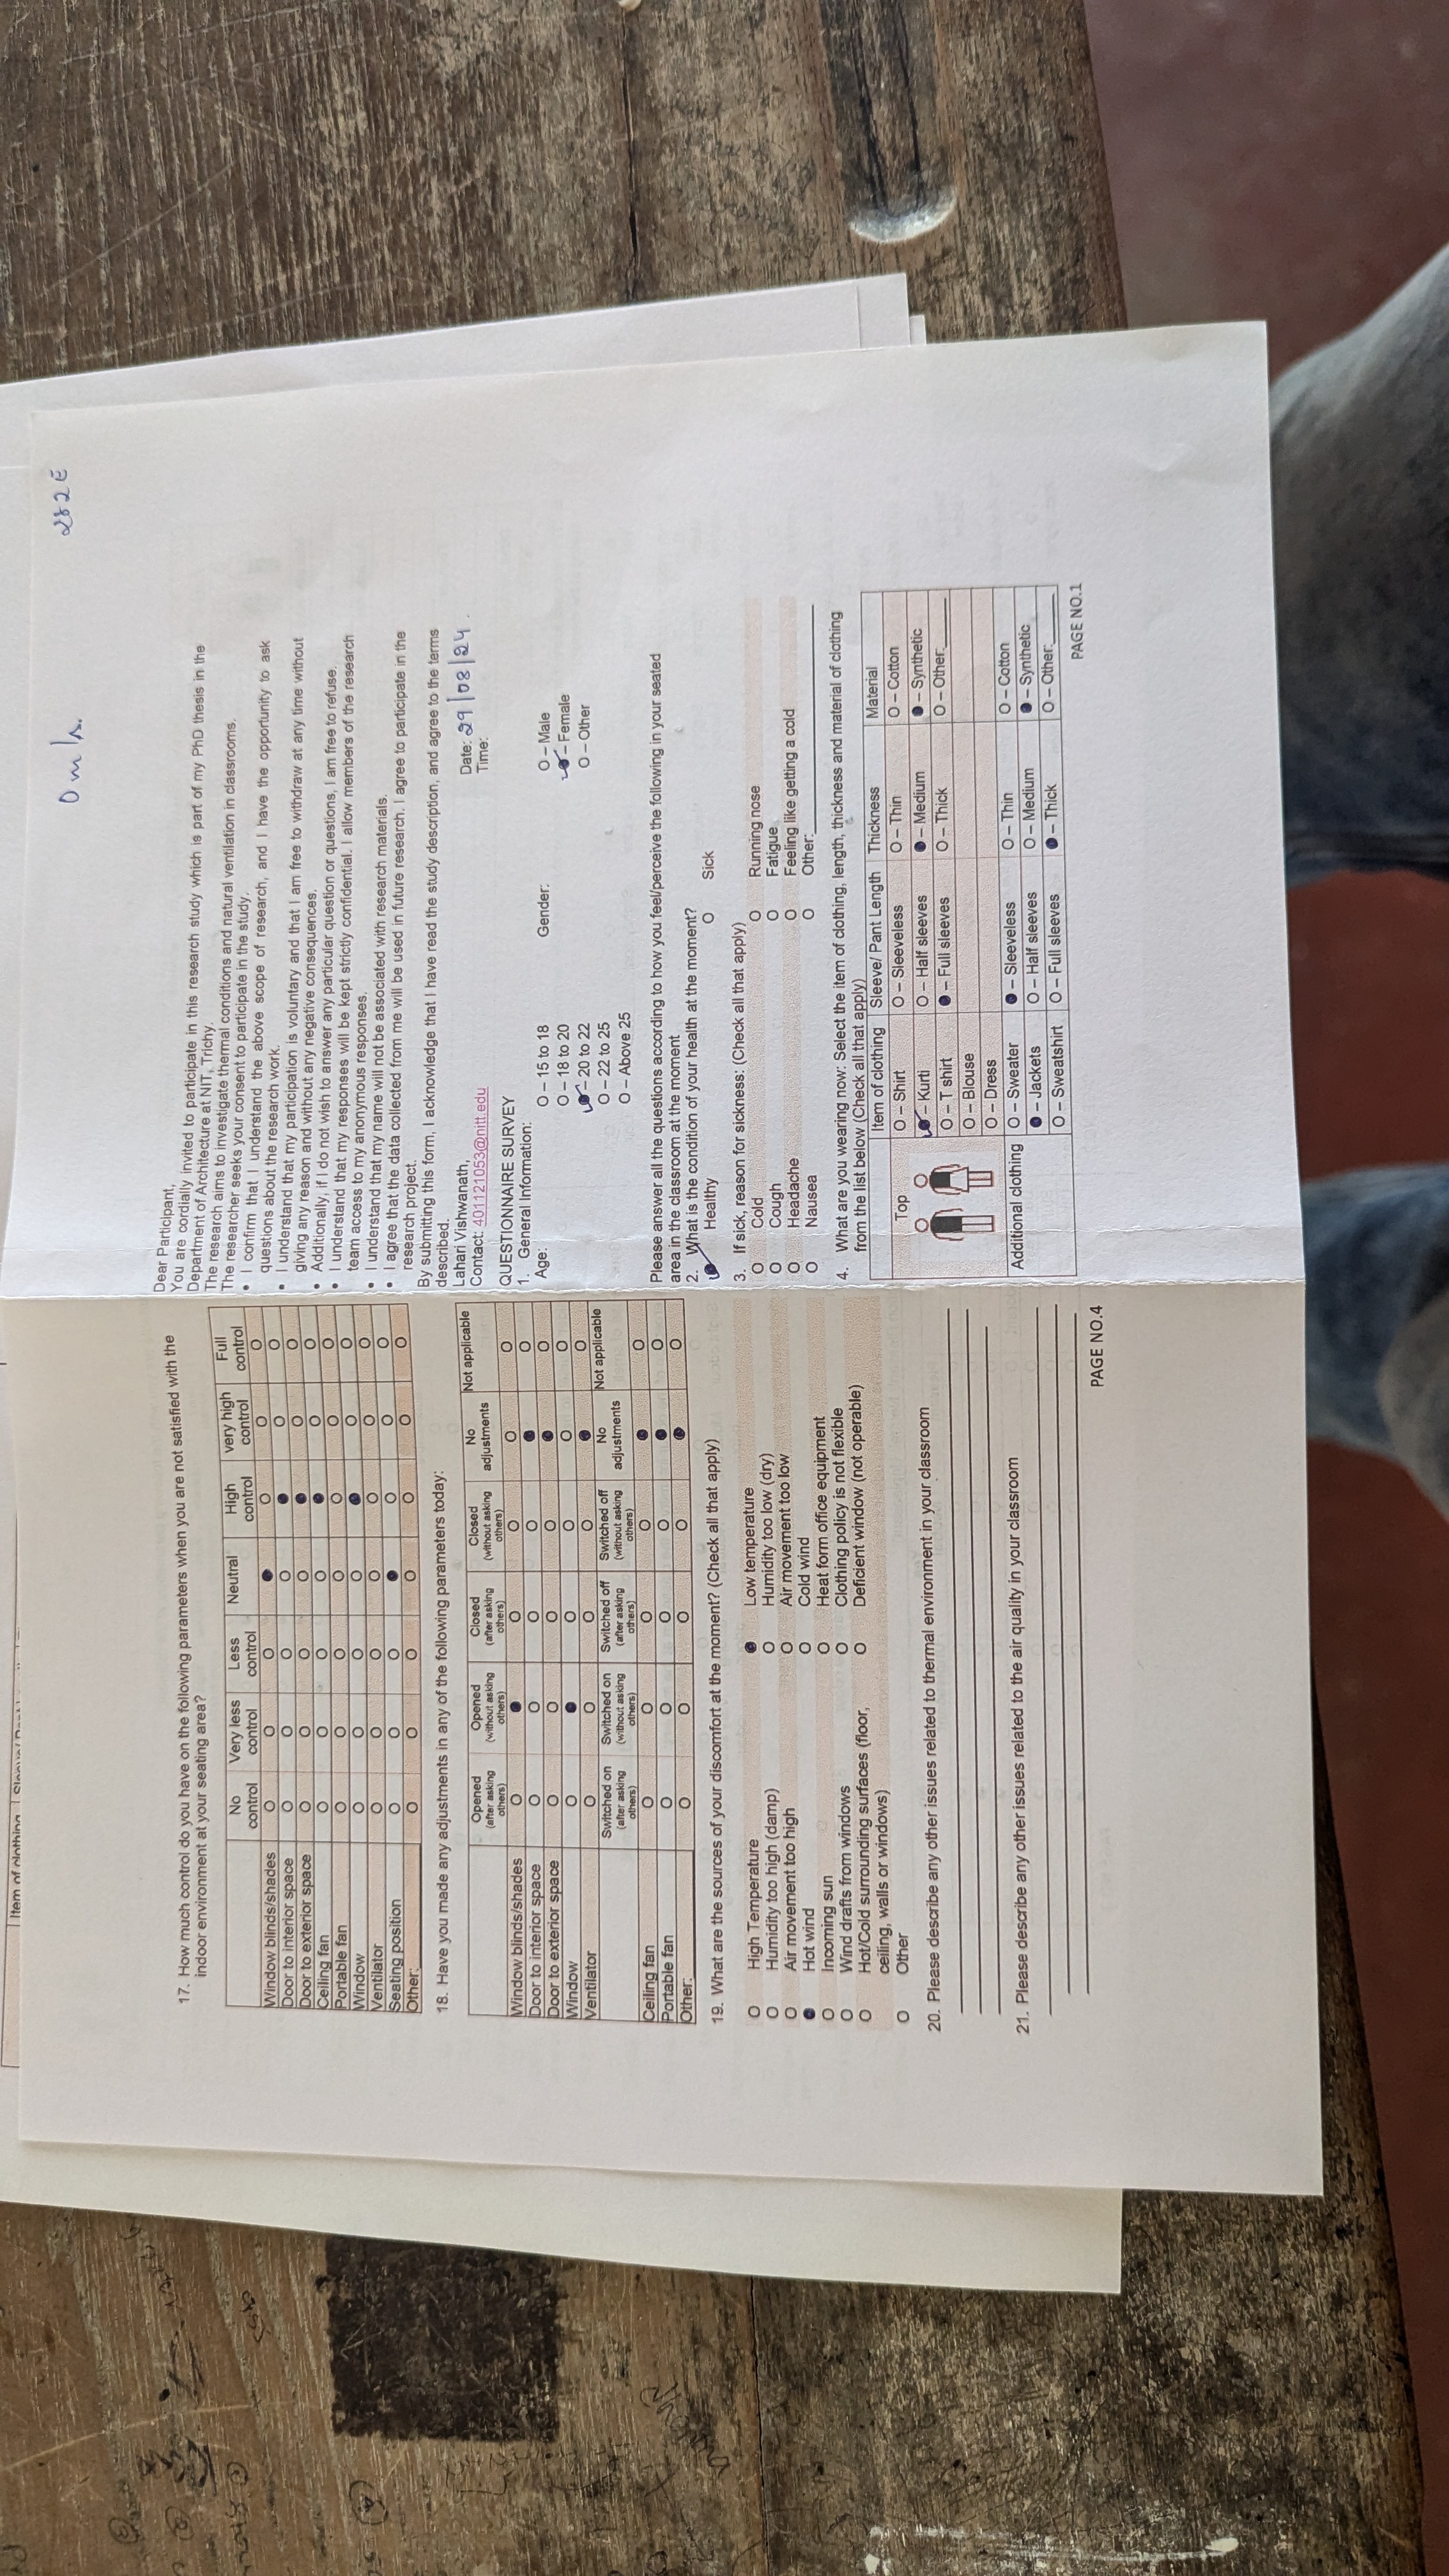 Item of clothing
0 m/s.
282 E
17. How much control do you have on the following parameters when you are not satisfied with the
indoor environment at your seating area?
No control Very less control Less control Neutral High control very high control Full control
Window blinds/shades O O O ● O O O
Door to interior space O O O O ● O O
Door to exterior space O O O O ● O O
Ceiling fan O O O O ● O O
Portable fan O O O O O O O
Window O O O O ● O O
Ventilator O O O O O O O
Seating position O O O ● O O O
Other: O O O O O O O
18. Have you made any adjustments in any of the following parameters today:
Opened (after asking others) Opened (without asking others) Closed (after asking others) Closed (without asking others) No adjustments Not applicable
Window blinds/shades O ● O O O O
Door to interior space O O O O ● O
Door to exterior space O O O O ● O
Window O ● O O O O
Ventilator O O O O ● O
Switched on (after asking others) Switched on (without asking others) Switched off (after asking others) Switched off (without asking others) No adjustments Not applicable
Ceiling fan O O O O ● O
Portable fan O O O O ● O
Other: O O O O ● O
19. What are the sources of your discomfort at the moment? (Check all that apply)
O High Temperature ● Low temperature
O Humidity too high (damp) O Humidity too low (dry)
O Air movement too high O Air movement too low
● Hot wind O Cold wind
O Incoming sun O Heat form office equipment
O Wind drafts from windows O Clothing policy is not flexible
O Hot/Cold surrounding surfaces (floor, O Deficient window (not operable)
ceiling, walls or windows)
O Other
20. Please describe any other issues related to thermal environment in your classroom
21. Please describe any other issues related to the air quality in your classroom
PAGE NO.4
Dear Participant,
You are cordially invited to participate in this research study which is part of my PhD thesis in the
Department of Architecture at NIT, Trichy.
The research aims to investigate thermal conditions and natural ventilation in classrooms.
The researcher seeks your consent to participate in the study.
• I confirm that I understand the above scope of research, and I have the opportunity to ask
questions about the research work.
• I understand that my participation is voluntary and that I am free to withdraw at any time without
giving any reason and without any negative consequences.
• Additionally, if I do not wish to answer any particular question or questions, I am free to refuse.
• I understand that my responses will be kept strictly confidential. I allow members of the research
team access to my anonymous responses.
• I understand that my name will not be associated with research materials.
• I agree that the data collected from me will be used in future research. I agree to participate in the
research project.
By submitting this form, I acknowledge that I have read the study description, and agree to the terms
described.
Lahari Vishwanath,
Contact: 401121053@nitt.edu
Date: 29/08/24.
Time:
QUESTIONNAIRE SURVEY
1. General Information:
Age: O – 15 to 18 Gender: O – Male
O – 18 to 20 ● – Female
● – 20 to 22 O – Other
O – 22 to 25
O – Above 25
Please answer all the questions according to how you feel/perceive the following in your seated
area in the classroom at the moment
2. What is the condition of your health at the moment?
● Healthy O Sick
3. If sick, reason for sickness: (Check all that apply)
O Cold O Running nose
O Cough O Fatigue
O Headache O Feeling like getting a cold
O Nausea O Other:
4. What are you wearing now: Select the item of clothing, length, thickness and material of clothing
from the list below (Check all that apply)
Item of clothing Sleeve/ Pant Length Thickness Material
Top O – Shirt O – Sleeveless O – Thin O – Cotton
● – Kurti O – Half sleeves ● – Medium ● – Synthetic
O – T shirt ● – Full sleeves O – Thick O – Other:
O – Blouse
O – Dress
Additional clothing O – Sweater ● – Sleeveless O – Thin O – Cotton
● – Jackets O – Half sleeves O – Medium ● – Synthetic
O – Sweatshirt O – Full sleeves ● – Thick O – Other:
PAGE NO.1